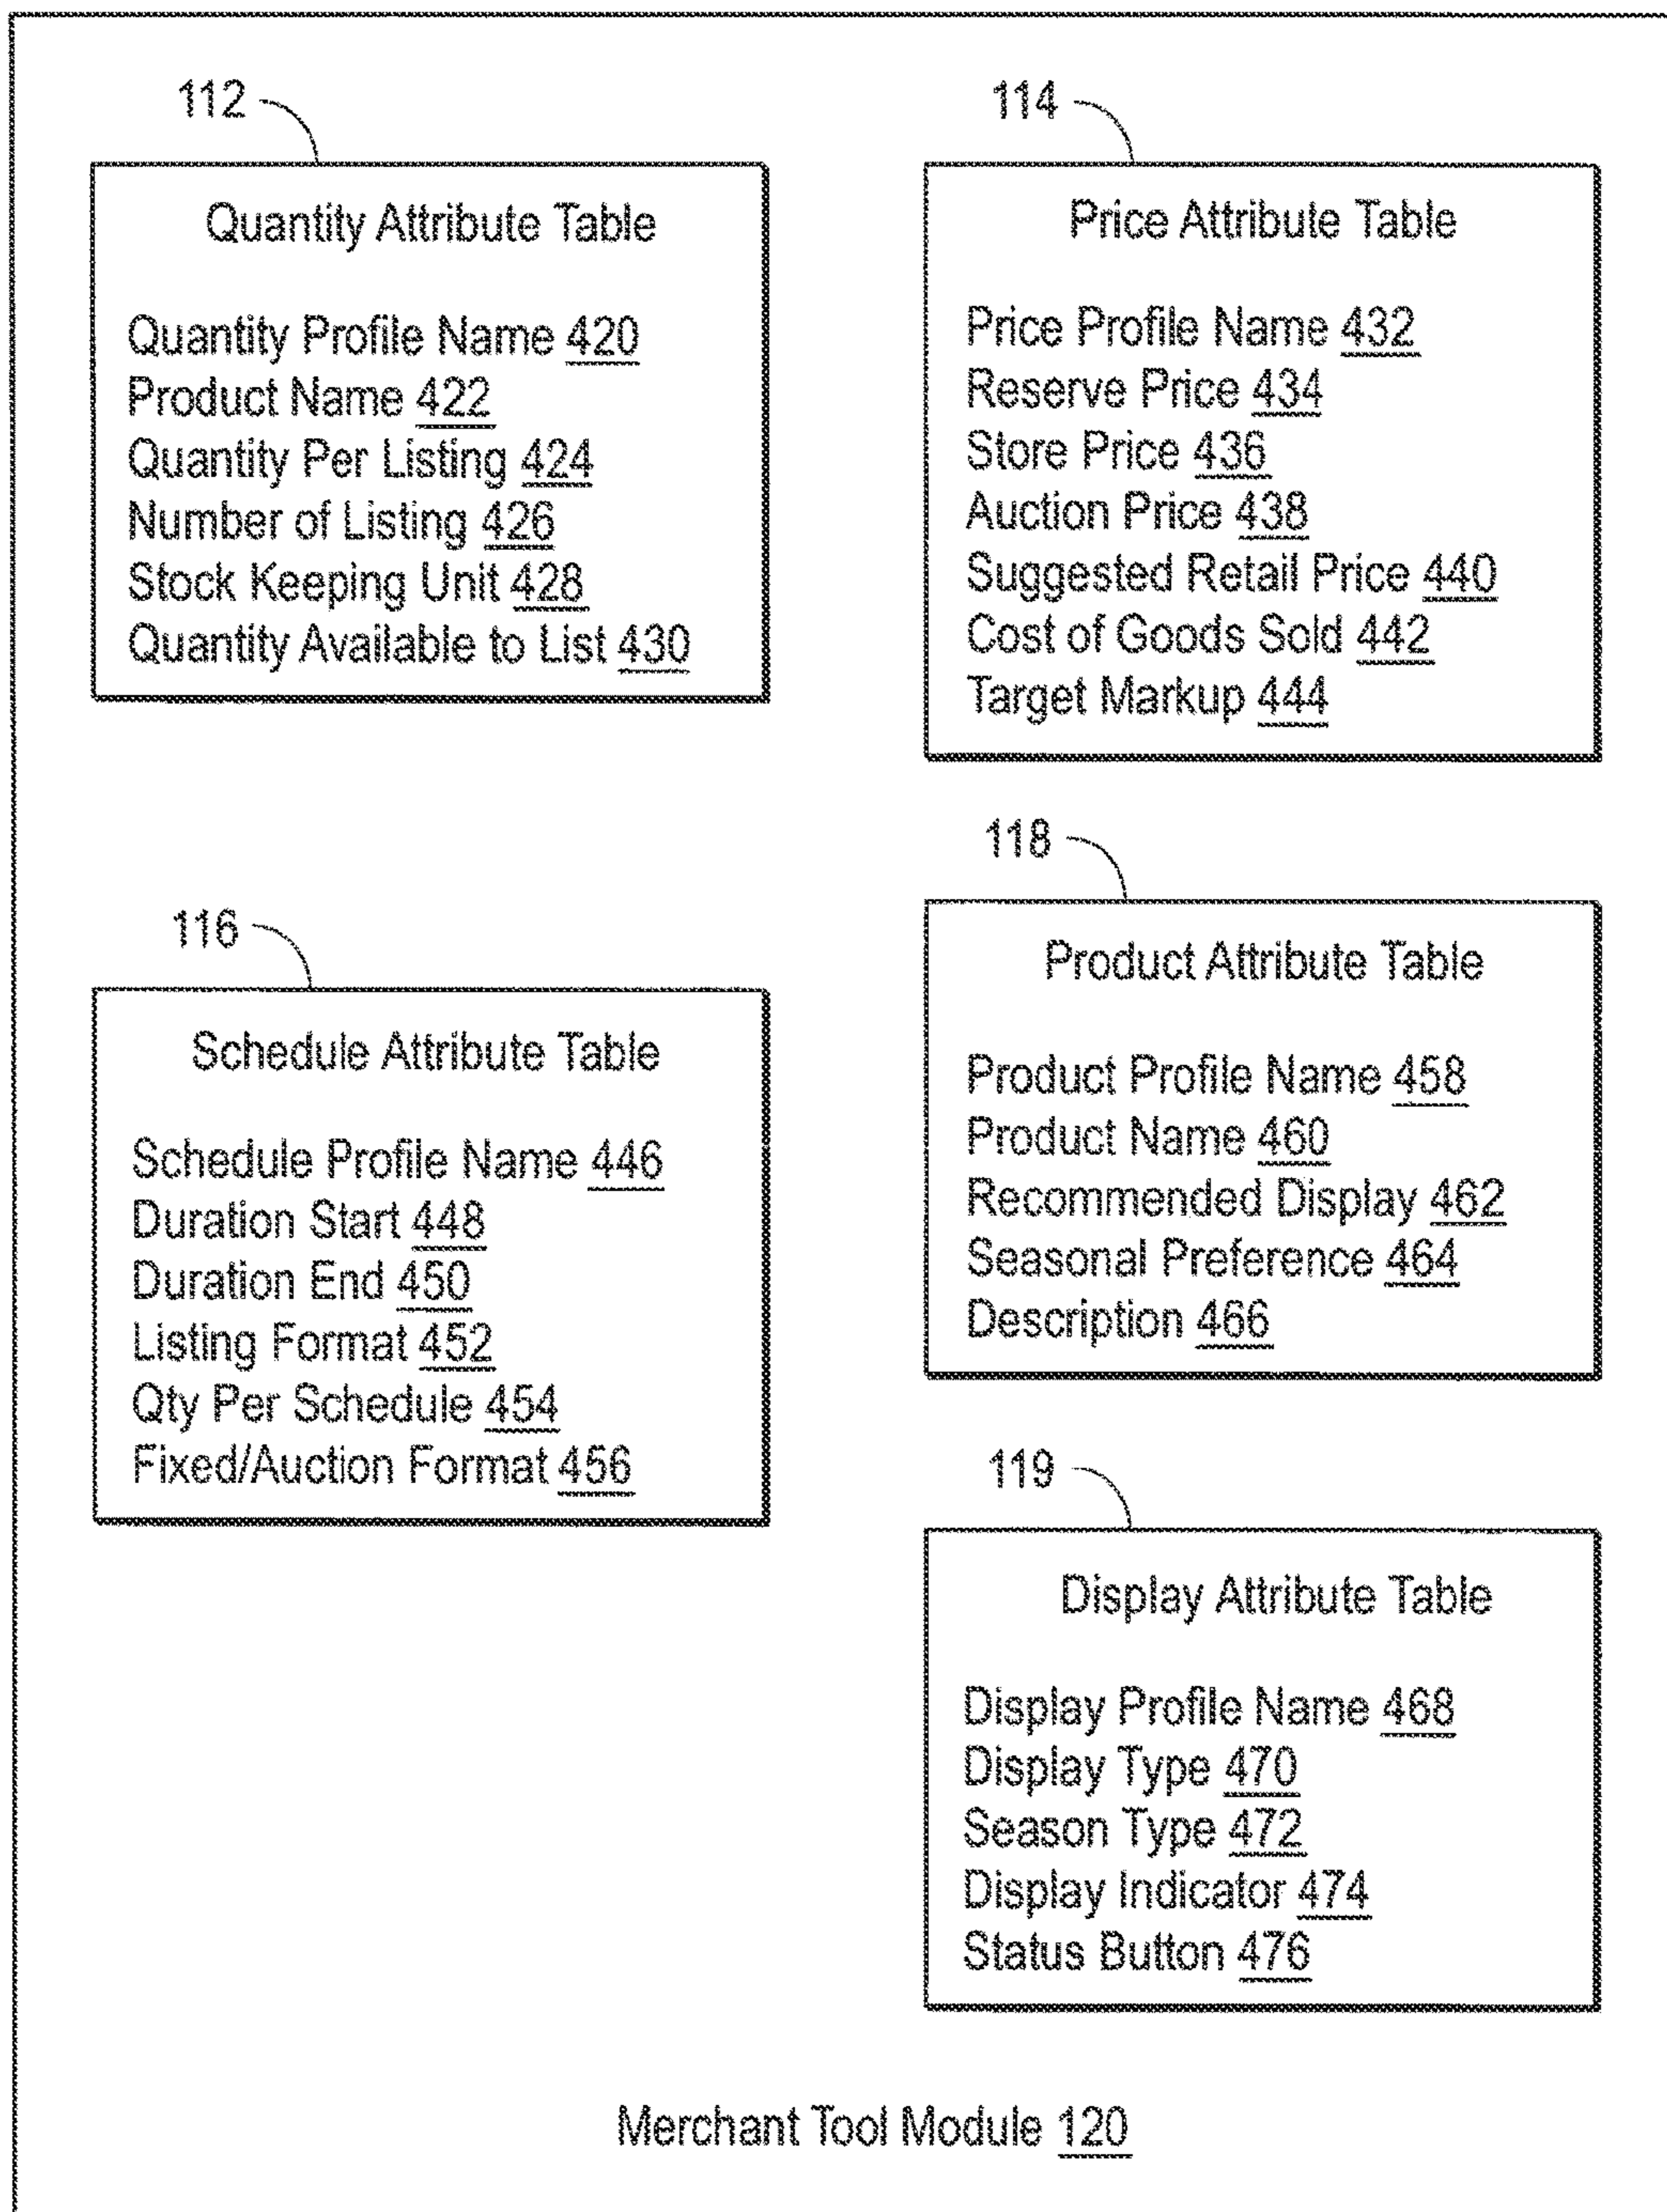 112
Quantity Attribute Table
Quantity Profile Name 420
Product Name 422
Quantity Per Listing 424
Number of Listing 426
Stock Keeping Unit 428
Quantity Available to List 430
114
Price Attribute Table
Price Profile Name 432
Reserve Price 434
Store Price 436
Auction Price 438
Suggested Retail Price 440
Cost of Goods Sold 442
Target Markup 444
116
Schedule Attribute Table
Schedule Profile Name 446
Duration Start 448
Duration End 450
Listing Format 452
Qty Per Schedule 454
Fixed/Auction Format 456
118
Product Attribute Table
Product Profile Name 458
Product Name 460
Recommended Display 462
Seasonal Preference 464
Description 466
119
Display Attribute Table
Display Profile Name 468
Display Type 470
Season Type 472
Display Indicator 474
Status Button 476
Merchant Tool Module 120